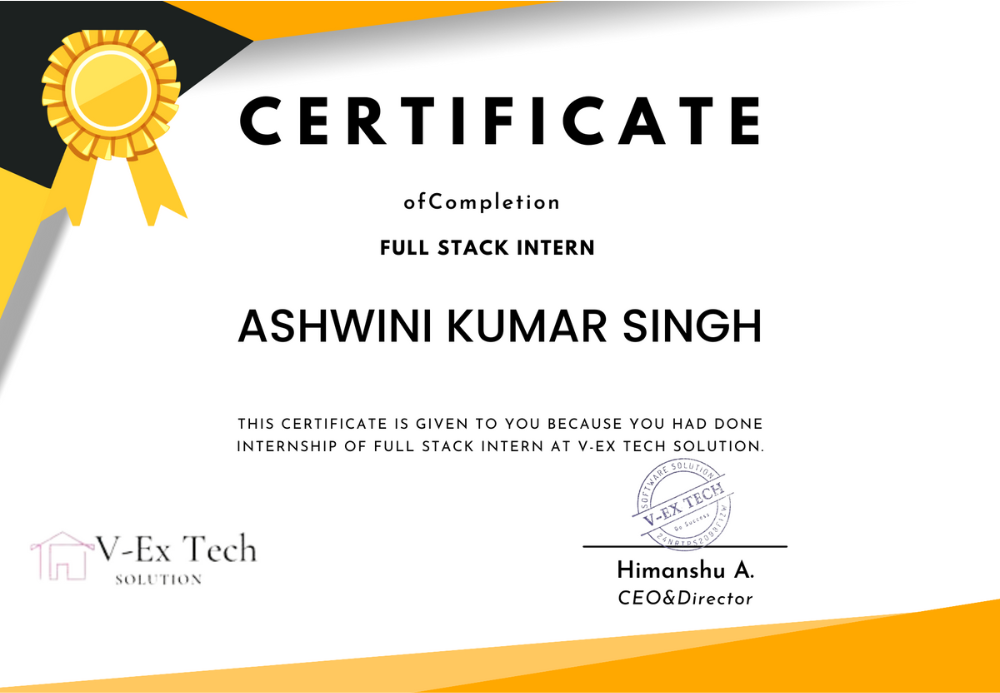 CERTIFICATE
ofCompletion
FULL STACK INTERN
ASHWINI KUMAR SINGH
THIS CERTIFICATE IS GIVEN TO YOU BECAUSE YOU HAD DONE
INTERNSHIP OF FULL STACK INTERN AT V-EX TECH SOLUTION.
SOFTWARE SOLUTION
V-EX TECH
Go Success
V-Ex Tech
SOLUTION
Himanshu A.
CEO&Director